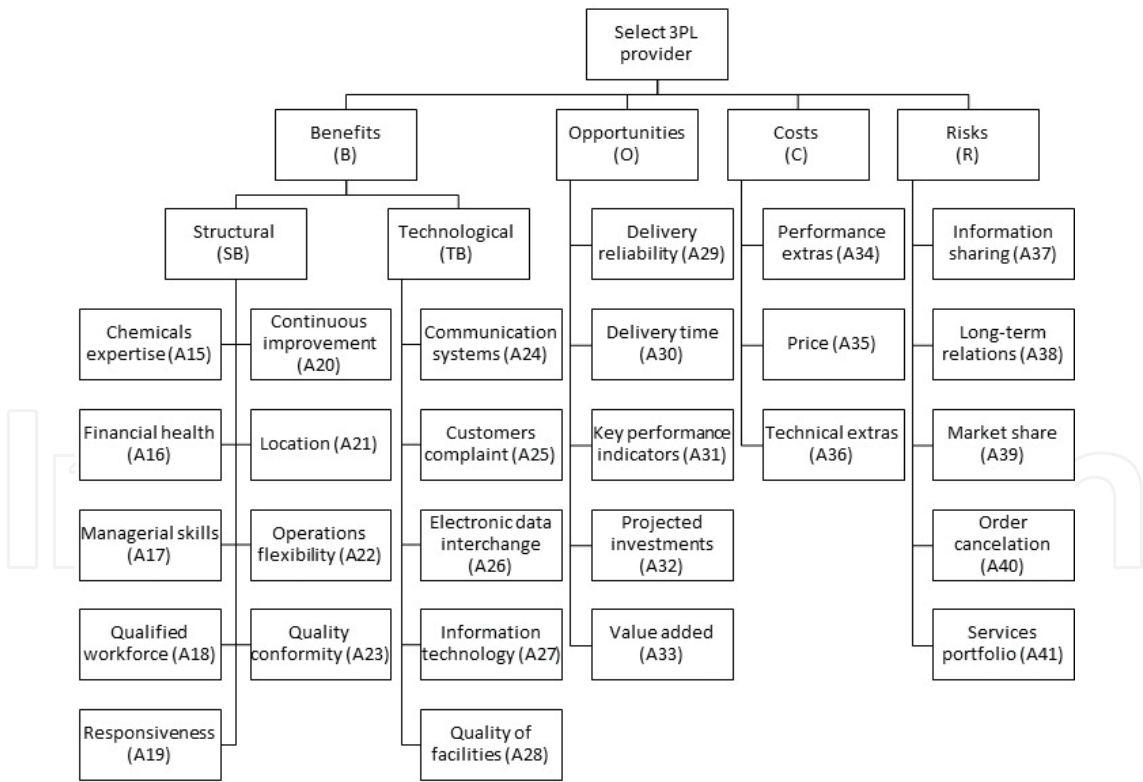 Select 3PL
provider
Benefits
(B)
Opportunities
(O)
Costs
(C)
Risks
(R)
Structural
(SB)
Technological
(TB)
Delivery
reliability (A29)
Performance
extras (A34)
Information
sharing (A37)
Chemicals
expertise (A15)
Continuous
improvement
(A20)
Communication
systems (A24)
Delivery time
(A30)
Price (A35)
Long-term
relations (A38)
Financial health
(A16)
Location (A21)
Customers
complaint (A25)
Key performance
indicators (A31)
Technical extras
(A36)
Market share
(A39)
Managerial skills
(A17)
Operations
flexibility (A22)
Electronic data
interchange
(A26)
Projected
investments
(A32)
Order
cancelation
(A40)
Qualified
workforce (A18)
Quality
conformity (A23)
Information
technology (A27)
Value added
(A33)
Services
portfolio (A41)
Responsiveness
(A19)
Quality of
facilities (A28)